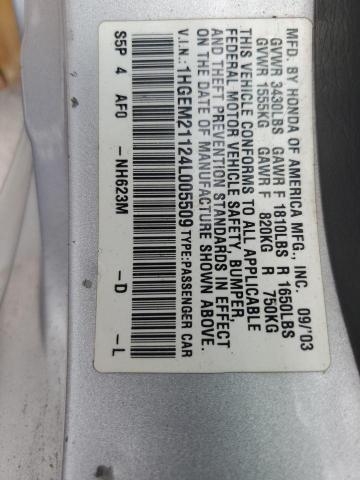 MFD. BY HONDA OF AMERICA MFG., INC. 09/'03
GVWR 3439LBS GAWR F 1810LBS R 1650LBS
GVWR 1555KG GAWR F 820KG R 750KG
THIS VEHICLE CONFORMS TO ALL APPLICABLE
FEDERAL MOTOR VEHICLE SAFETY, BUMPER,
AND THEFT PREVENTION STANDARDS IN EFFECT
ON THE DATE OF MANUFACTURE SHOWN ABOVE.
V.I.N.: 1HGEM21124L005509 TYPE:PASSENGER CAR
S5P 4 AF0 -NH623M -D -L